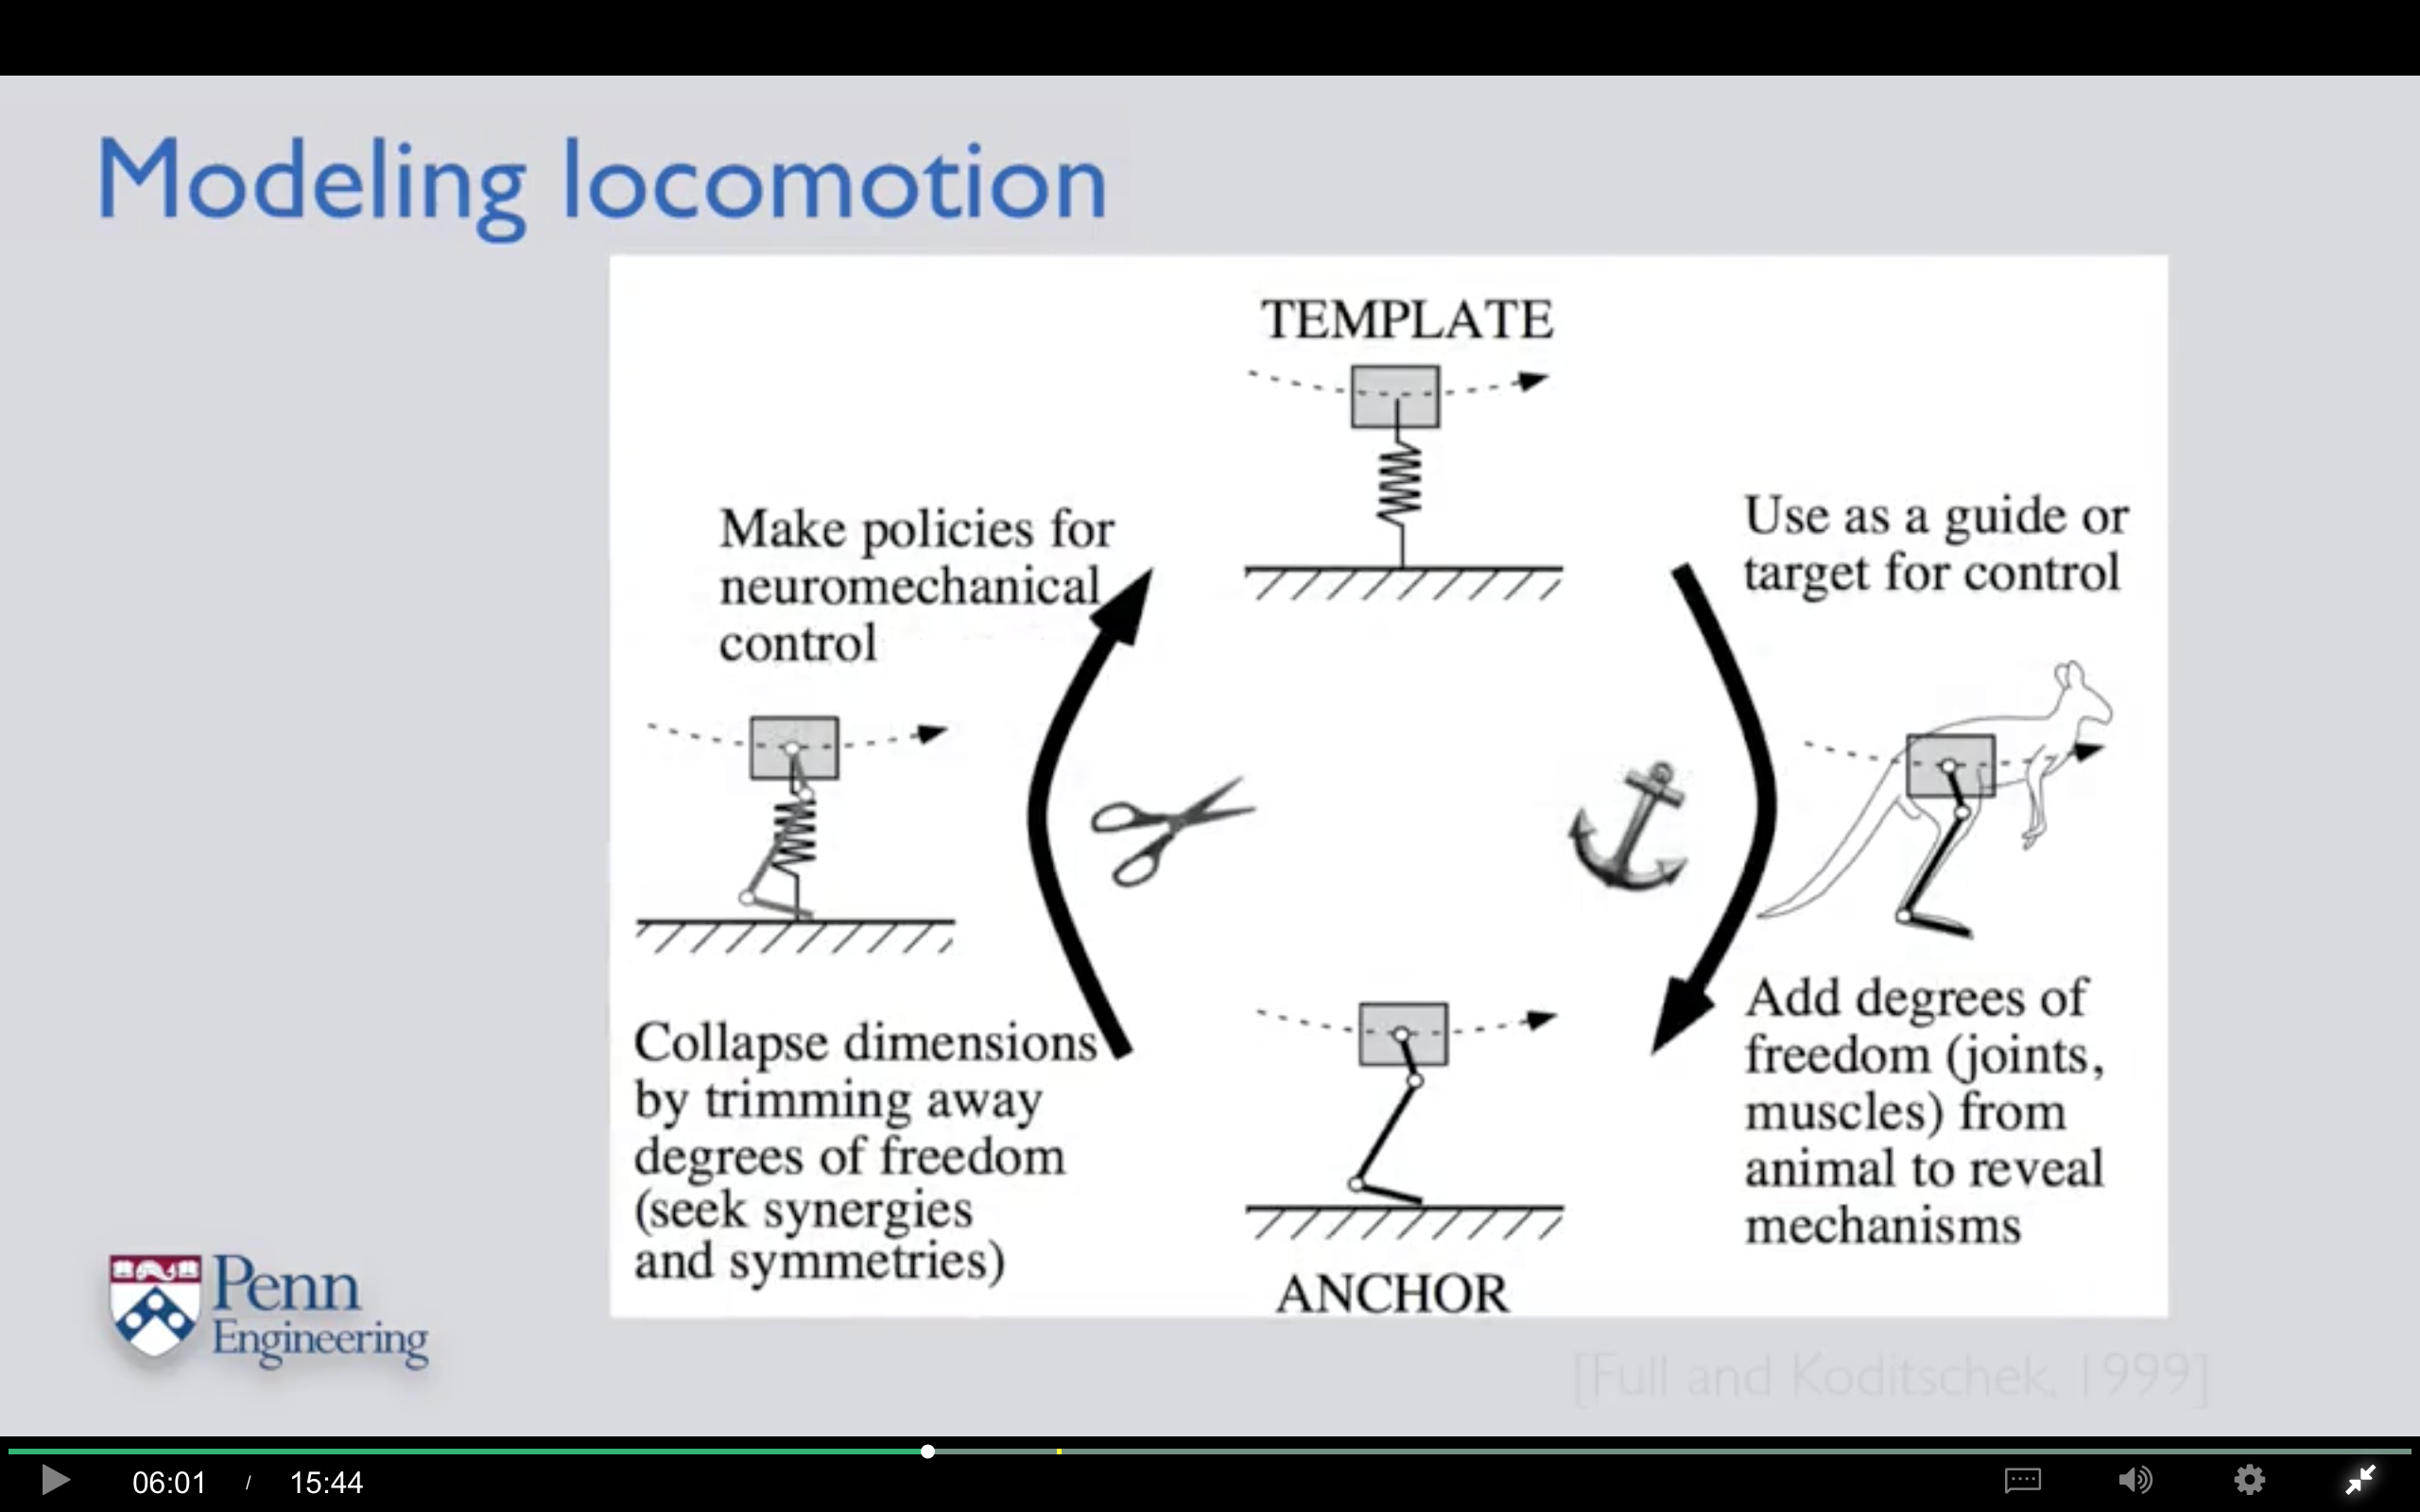 Modeling locomotion
TEMPLATE
Make policies for
neuromechanical
control
Use as a guide or
target for control
Collapse dimensions
by trimming away
degrees of freedom
(seek synergies
and symmetries)
Add degrees of
freedom (joints,
muscles) from
animal to reveal
mechanisms
ANCHOR
Penn
Engineering
[Full and Koditschek, 1999]
06:01 / 15:44